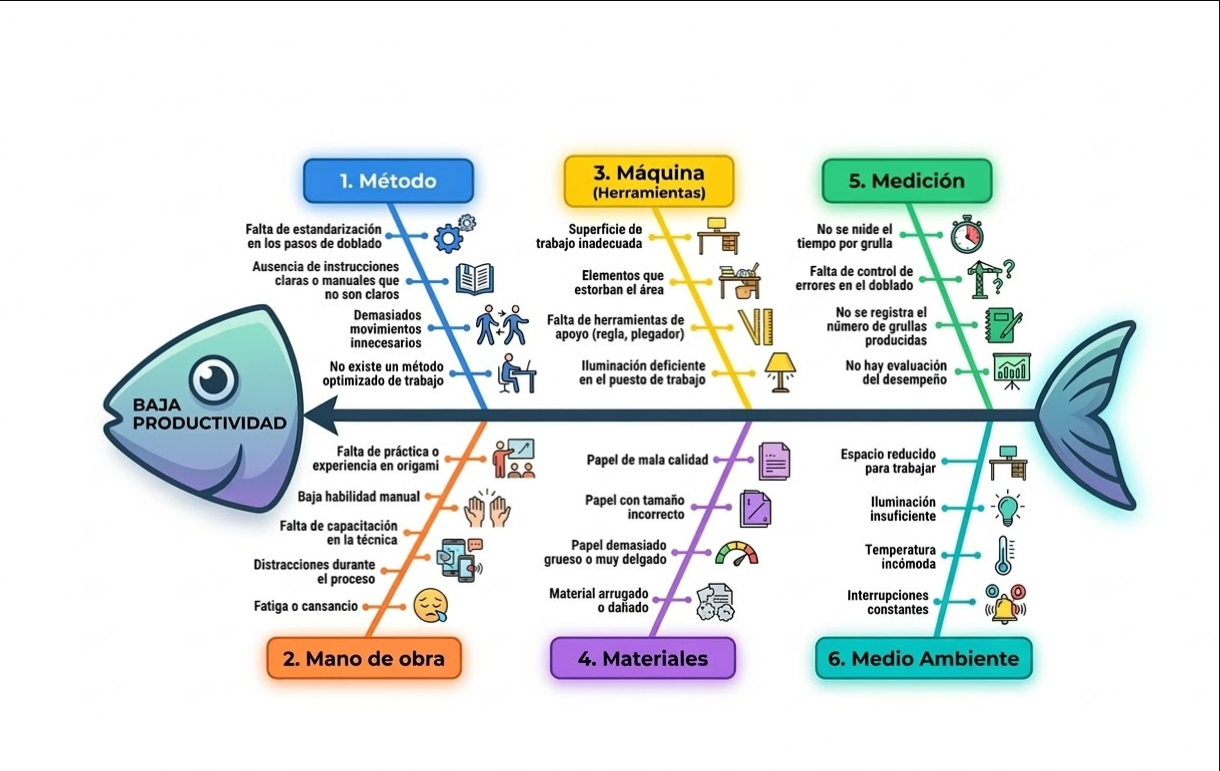 1. Método
Falta de estandarización
en los pasos de doblado
Ausencia de instrucciones
claras o manuales que
no son claros
Demasiados
movimientos
innecesarios
No existe un método
optimizado de trabajo
3. Máquina
(Herramientas)
Superficie de
trabajo inadecuada
Elementos que
estorban el área
Falta de herramientas de
apoyo (regla, plegador)
Iluminación deficiente
en el puesto de trabajo
5. Medición
No se nide el
tiempo por grulla
Falta de control de
errores en el doblado
No se registra el
número de grullas
producidas
No hay evaluación
del desempeño
BAJA
PRODUCTIVIDAD
Falta de práctica o
experiencia en origami
Baja habilidad manual
Falta de capacitación
en la técnica
Distracciones durante
el proceso
Fatiga o cansancio
2. Mano de obra
Papel de mala calidad
Papel con tamaño
incorrecto
Papel demasiado
grueso o muy delgado
Material arrugado
o dañado
4. Materiales
Espacio reducido
para trabajar
Iluminación
insuficiente
Temperatura
incómoda
Interrupciones
constantes
6. Medio Ambiente